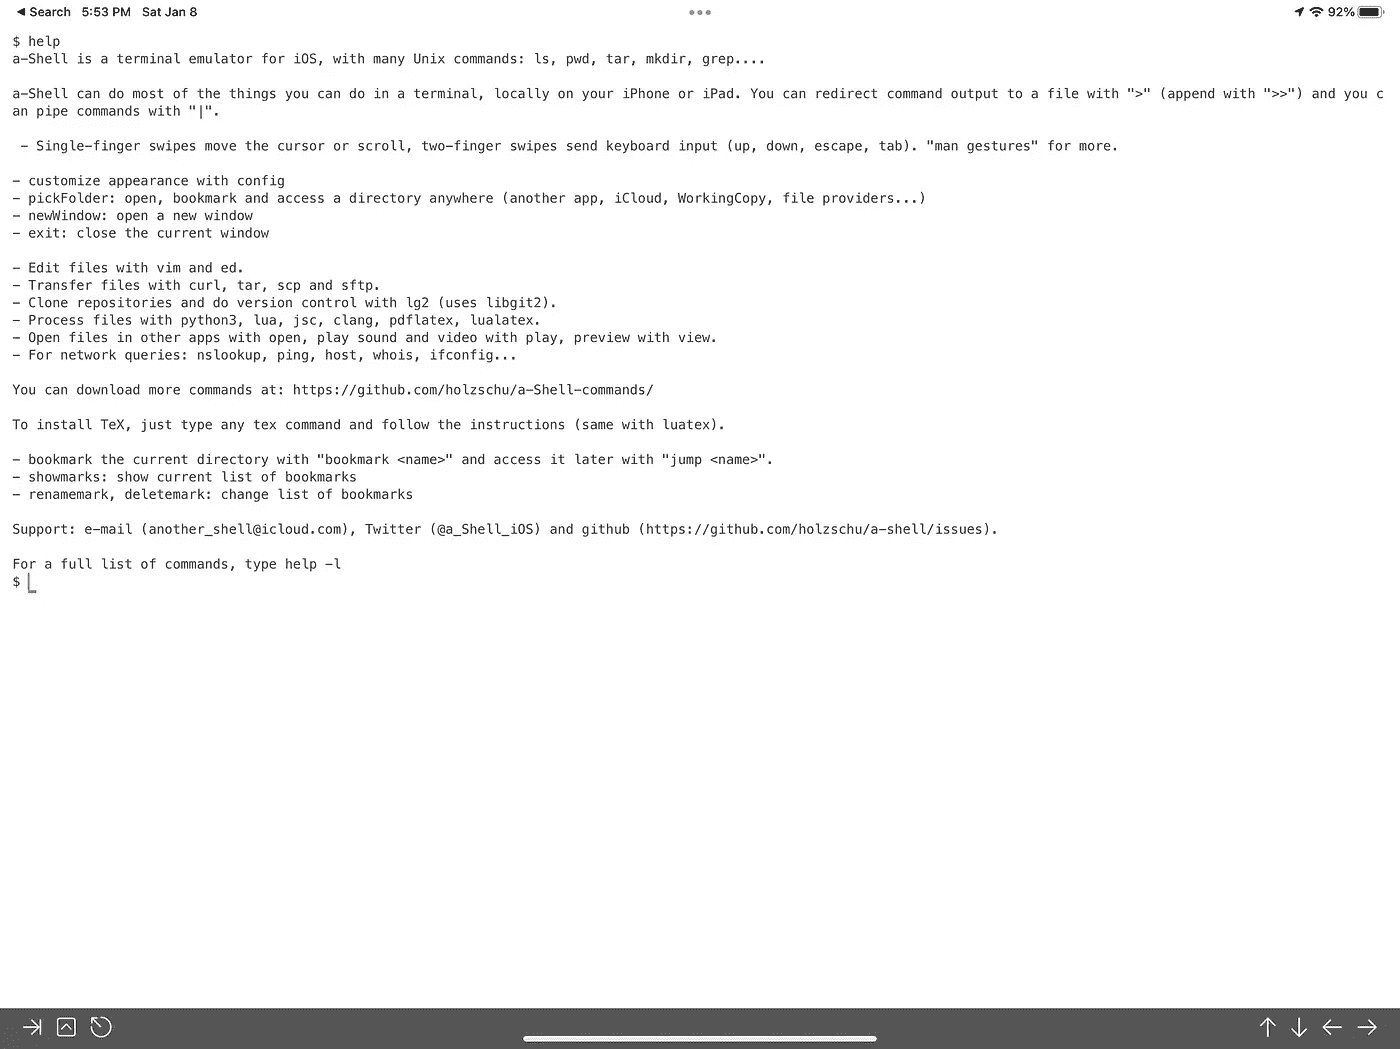 ◀ Search 5:53 PM Sat Jan 8 92%
$ help
a-Shell is a terminal emulator for iOS, with many Unix commands: ls, pwd, tar, mkdir, grep....
a-Shell can do most of the things you can do in a terminal, locally on your iPhone or iPad. You can redirect command output to a file with ">" (append with ">>") and you c
an pipe commands with "|".
- Single-finger swipes move the cursor or scroll, two-finger swipes send keyboard input (up, down, escape, tab). "man gestures" for more.
- customize appearance with config
- pickFolder: open, bookmark and access a directory anywhere (another app, iCloud, WorkingCopy, file providers...)
- newWindow: open a new window
- exit: close the current window
- Edit files with vim and ed.
- Transfer files with curl, tar, scp and sftp.
- Clone repositories and do version control with lg2 (uses libgit2).
- Process files with python3, lua, jsc, clang, pdflatex, lualatex.
- Open files in other apps with open, play sound and video with play, preview with view.
- For network queries: nslookup, ping, host, whois, ifconfig...
You can download more commands at: https://github.com/holzschu/a-Shell-commands/
To install TeX, just type any tex command and follow the instructions (same with luatex).
- bookmark the current directory with "bookmark <name>" and access it later with "jump <name>".
- showmarks: show current list of bookmarks
- renamemark, deletemark: change list of bookmarks
Support: e-mail (another_shell@icloud.com), Twitter (@a_Shell_iOS) and github (https://github.com/holzschu/a-shell/issues).
For a full list of commands, type help -l
$